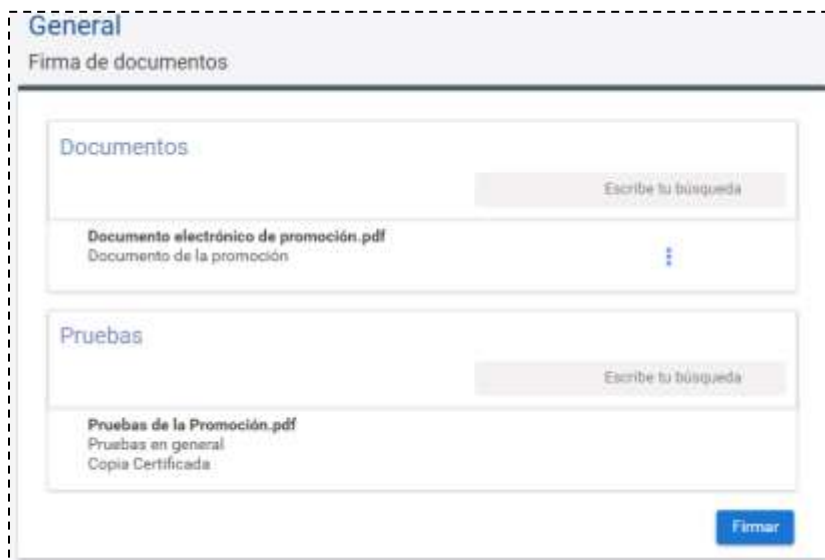 General
Firma de documentos
Documentos
Escribe tu búsqueda
Documento electrónico de promoción.pdf
Documento de la promoción
Pruebas
Escribe tu búsqueda
Pruebas de la Promoción.pdf
Pruebas en general
Copia Certificada
Firmar